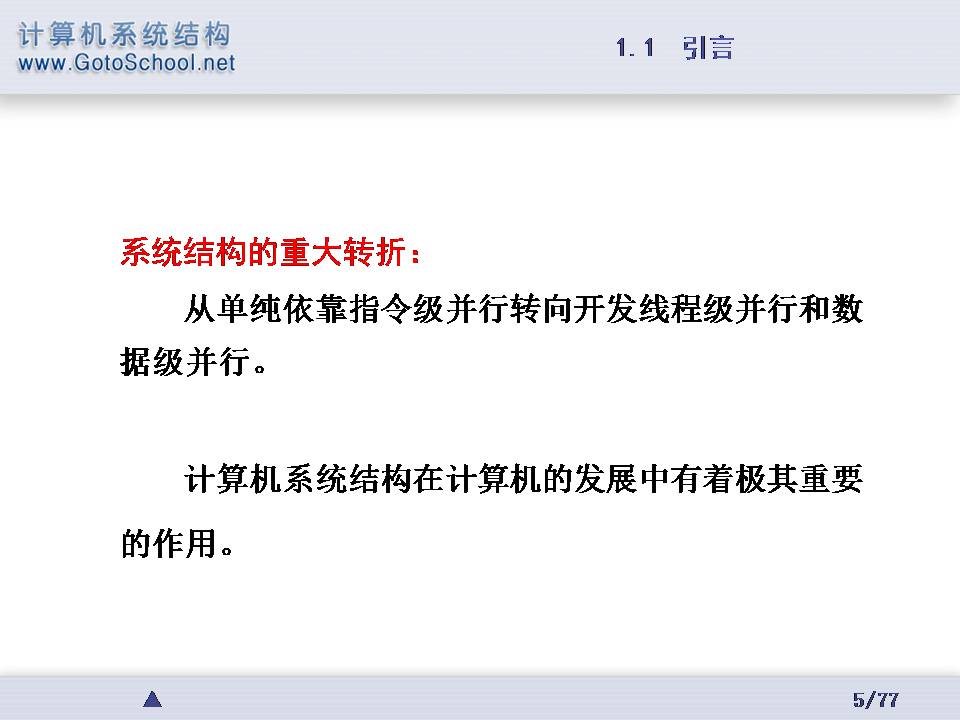 计算机系统结构
www.GotoSchool.net
1.1 引言
系统结构的重大转折：
从单纯依靠指令级并行转向开发线程级并行和数
据级并行。
计算机系统结构在计算机的发展中有着极其重要
的作用。
5/77